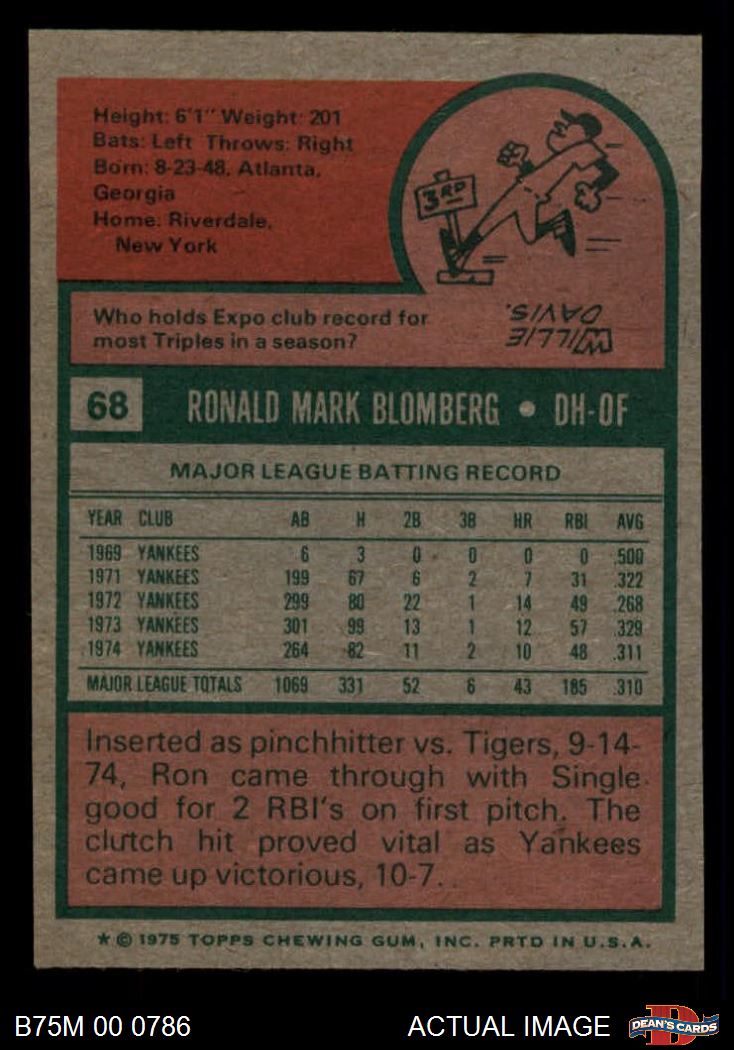 Height: 6'1" Weight: 201
Bats: Left Throws: Right
Born: 8-23-48, Atlanta,
Georgia
Home: Riverdale,
New York
3RD
Who holds Expo club record for
most Triples in a season?
WILLIE
DAVIS.
68 RONALD MARK BLOMBERG • DH-OF
MAJOR LEAGUE BATTING RECORD
YEAR CLUB AB H 2B 3B HR RBI AVG
1969 YANKEES 6 3 0 0 0 0 .500
1971 YANKEES 199 67 6 2 7 31 .322
1972 YANKEES 299 80 22 1 14 49 .268
1973 YANKEES 301 99 13 1 12 57 .329
1974 YANKEES 264 82 11 2 10 48 .311
MAJOR LEAGUE TOTALS 1069 331 52 6 43 185 .310
Inserted as pinchhitter vs. Tigers, 9-14-
74, Ron came through with Single
good for 2 RBI's on first pitch. The
clutch hit proved vital as Yankees
came up victorious, 10-7.
* © 1975 TOPPS CHEWING GUM, INC. PRTD IN U.S.A.
B75M 00 0786 ACTUAL IMAGE D DEAN'S CARDS